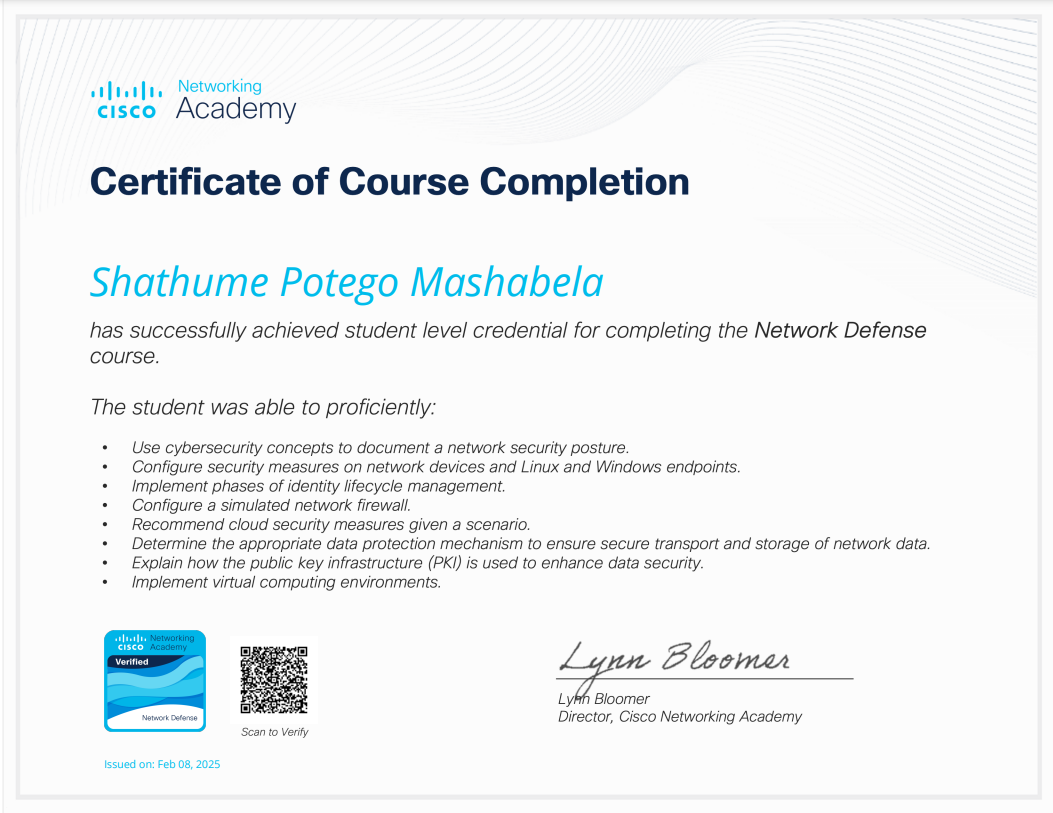 Networking
CISCO Academy
Certificate of Course Completion
Shathume Potego Mashabela
has successfully achieved student level credential for completing the Network Defense
course.
The student was able to proficiently:
• Use cybersecurity concepts to document a network security posture.
• Configure security measures on network devices and Linux and Windows endpoints.
• Implement phases of identity lifecycle management.
• Configure a simulated network firewall.
• Recommend cloud security measures given a scenario.
• Determine the appropriate data protection mechanism to ensure secure transport and storage of network data.
• Explain how the public key infrastructure (PKI) is used to enhance data security.
• Implement virtual computing environments.
Networking
CISCO Academy
Verified
Network Defense
Scan to Verify
Lynn Bloomer
Lynn Bloomer
Director, Cisco Networking Academy
Issued on: Feb 08, 2025